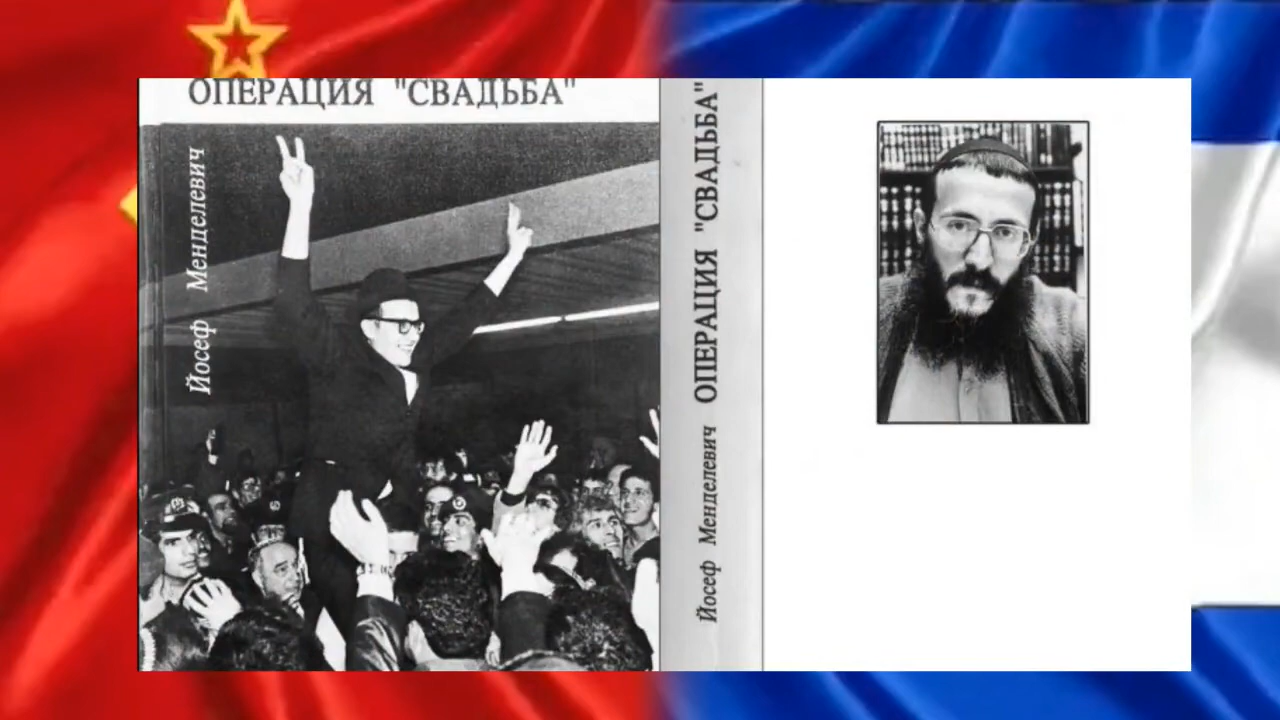 ОПЕРАЦИЯ "СВАДЬБА"
Йосеф Менделевич
Йосеф Менделевич ОПЕРАЦИЯ "СВАДЬБА"